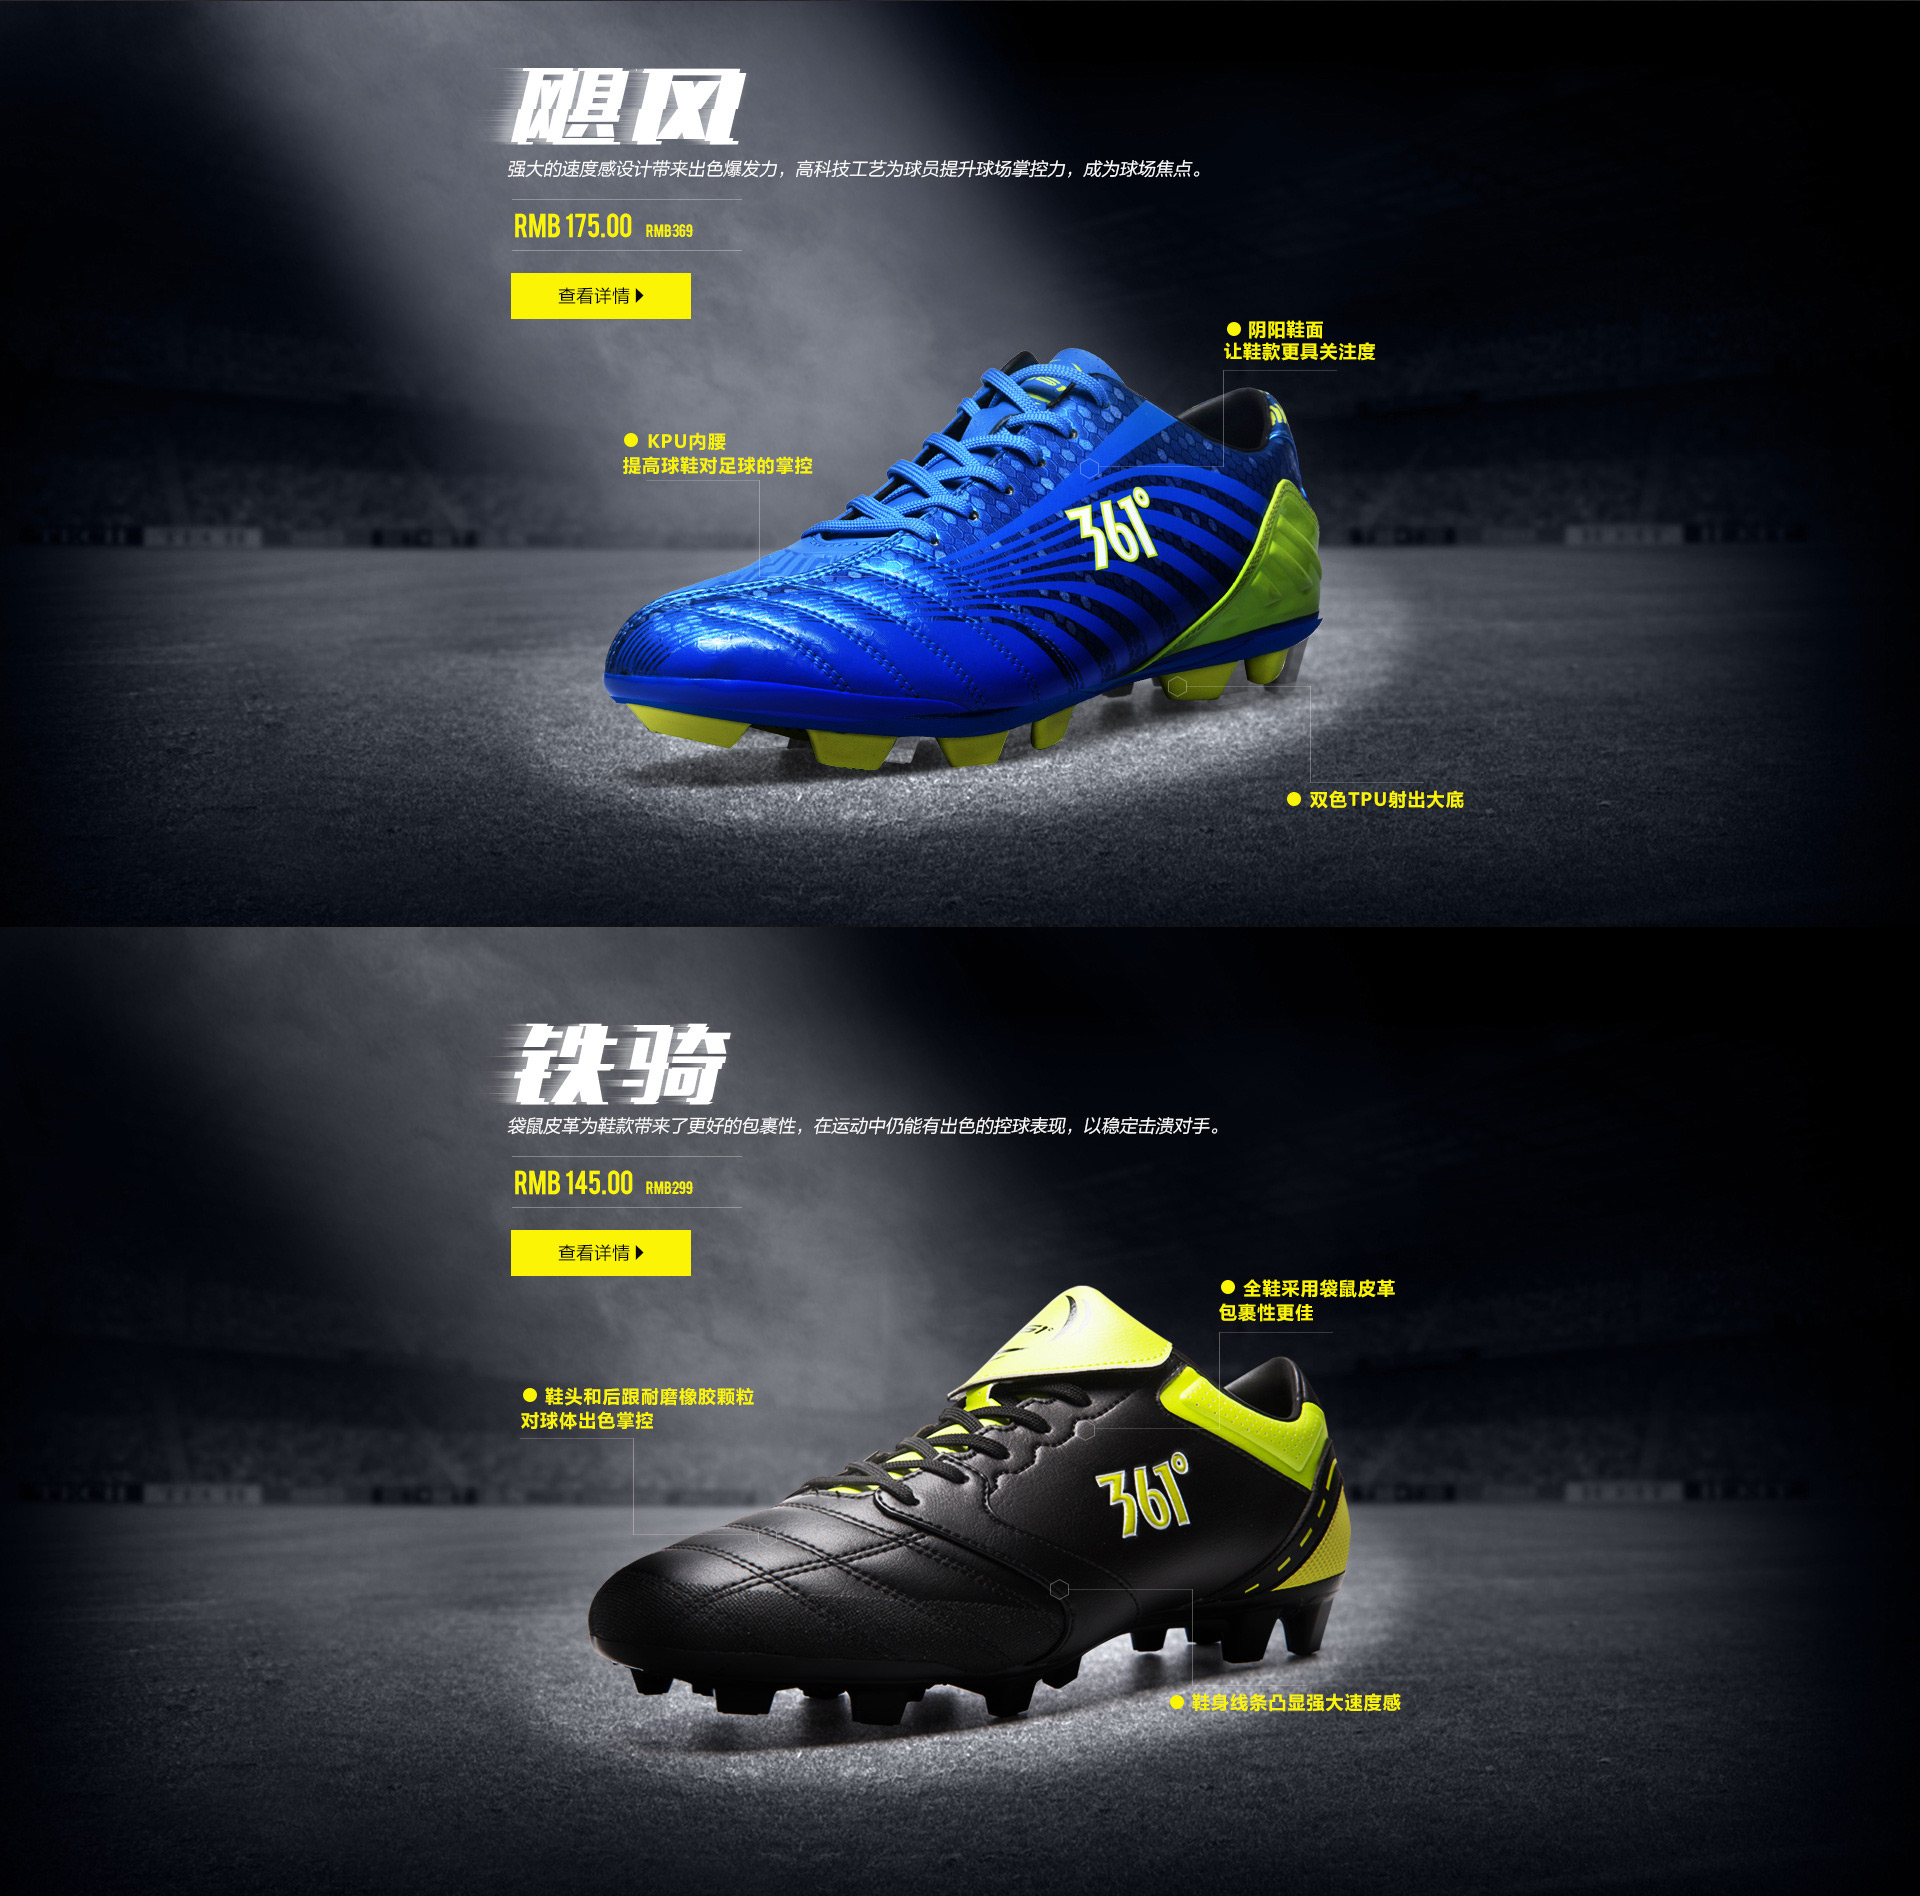 飓风
强大的速度感设计带来出色爆发力，高科技工艺为球员提升球场掌控力，成为球场焦点。
RMB 175.00 RMB369
查看详情
阴阳鞋面
让鞋款更具关注度
KPU内腰
提高球鞋对足球的掌控
361°
双色TPU射出大底
铁骑
袋鼠皮革为鞋款带来了更好的包裹性，在运动中仍能有出色的控球表现，以稳定击溃对手。
RMB 145.00 RMB299
查看详情
全鞋采用袋鼠皮革
包裹性更佳
鞋头和后跟耐磨橡胶颗粒
对球体出色掌控
361°
鞋身线条凸显强大速度感